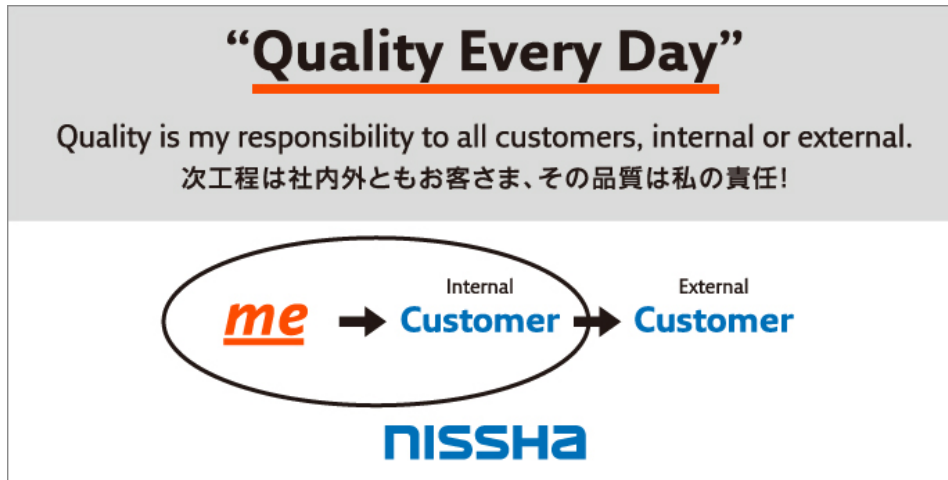 “Quality Every Day”
Quality is my responsibility to all customers, internal or external.
次工程は社内外ともお客さま、その品質は私の責任!
Internal External
me Customer Customer
nissha